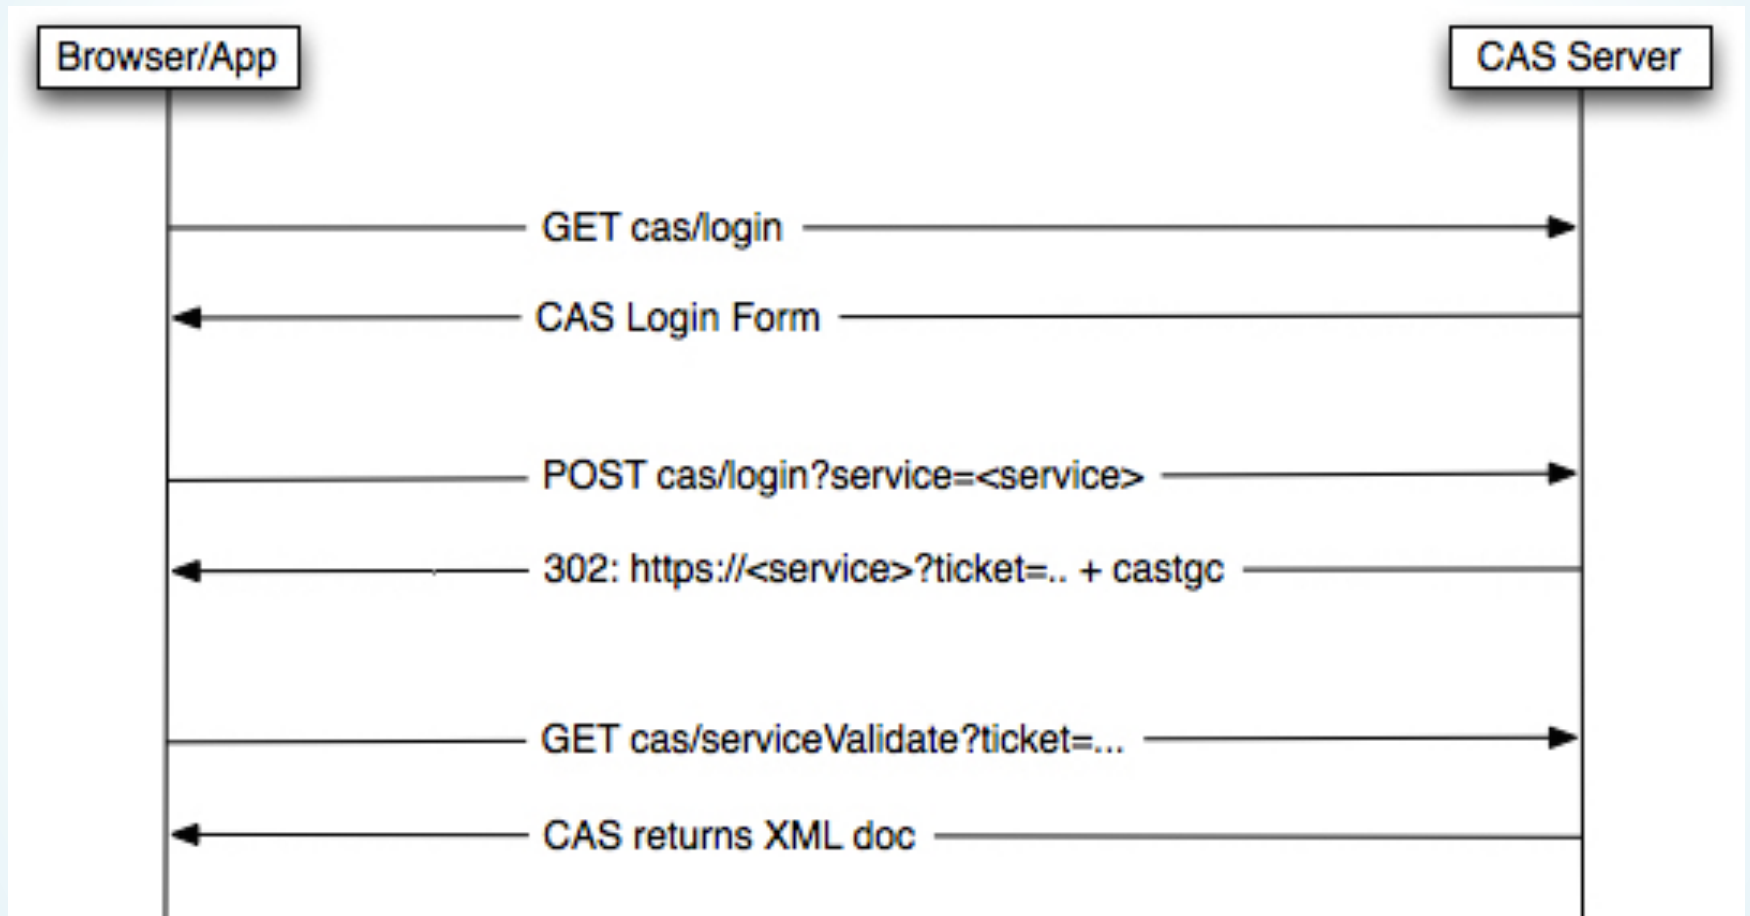 Browser/App
CAS Server
GET cas/login
CAS Login Form
POST cas/login?service=<service>
302: https://<service>?ticket=.. + castgc
GET cas/serviceValidate?ticket=...
CAS returns XML doc